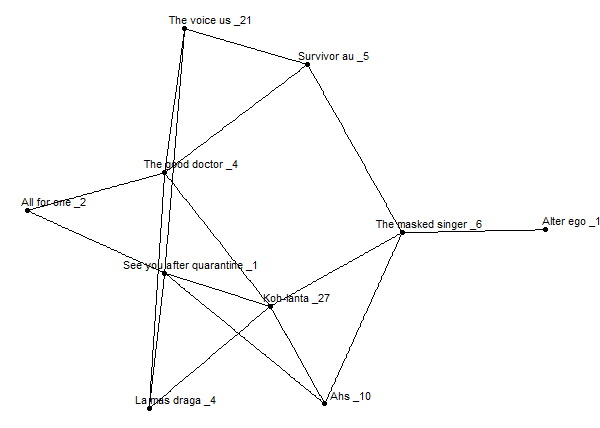 The voice us _21
Survivor au _5
The good doctor _4
All for one _2
The masked singer _6
Alter ego _1
See you after quarantine _1
Koh-lanta _27
La mas draga _4
Ahs _10